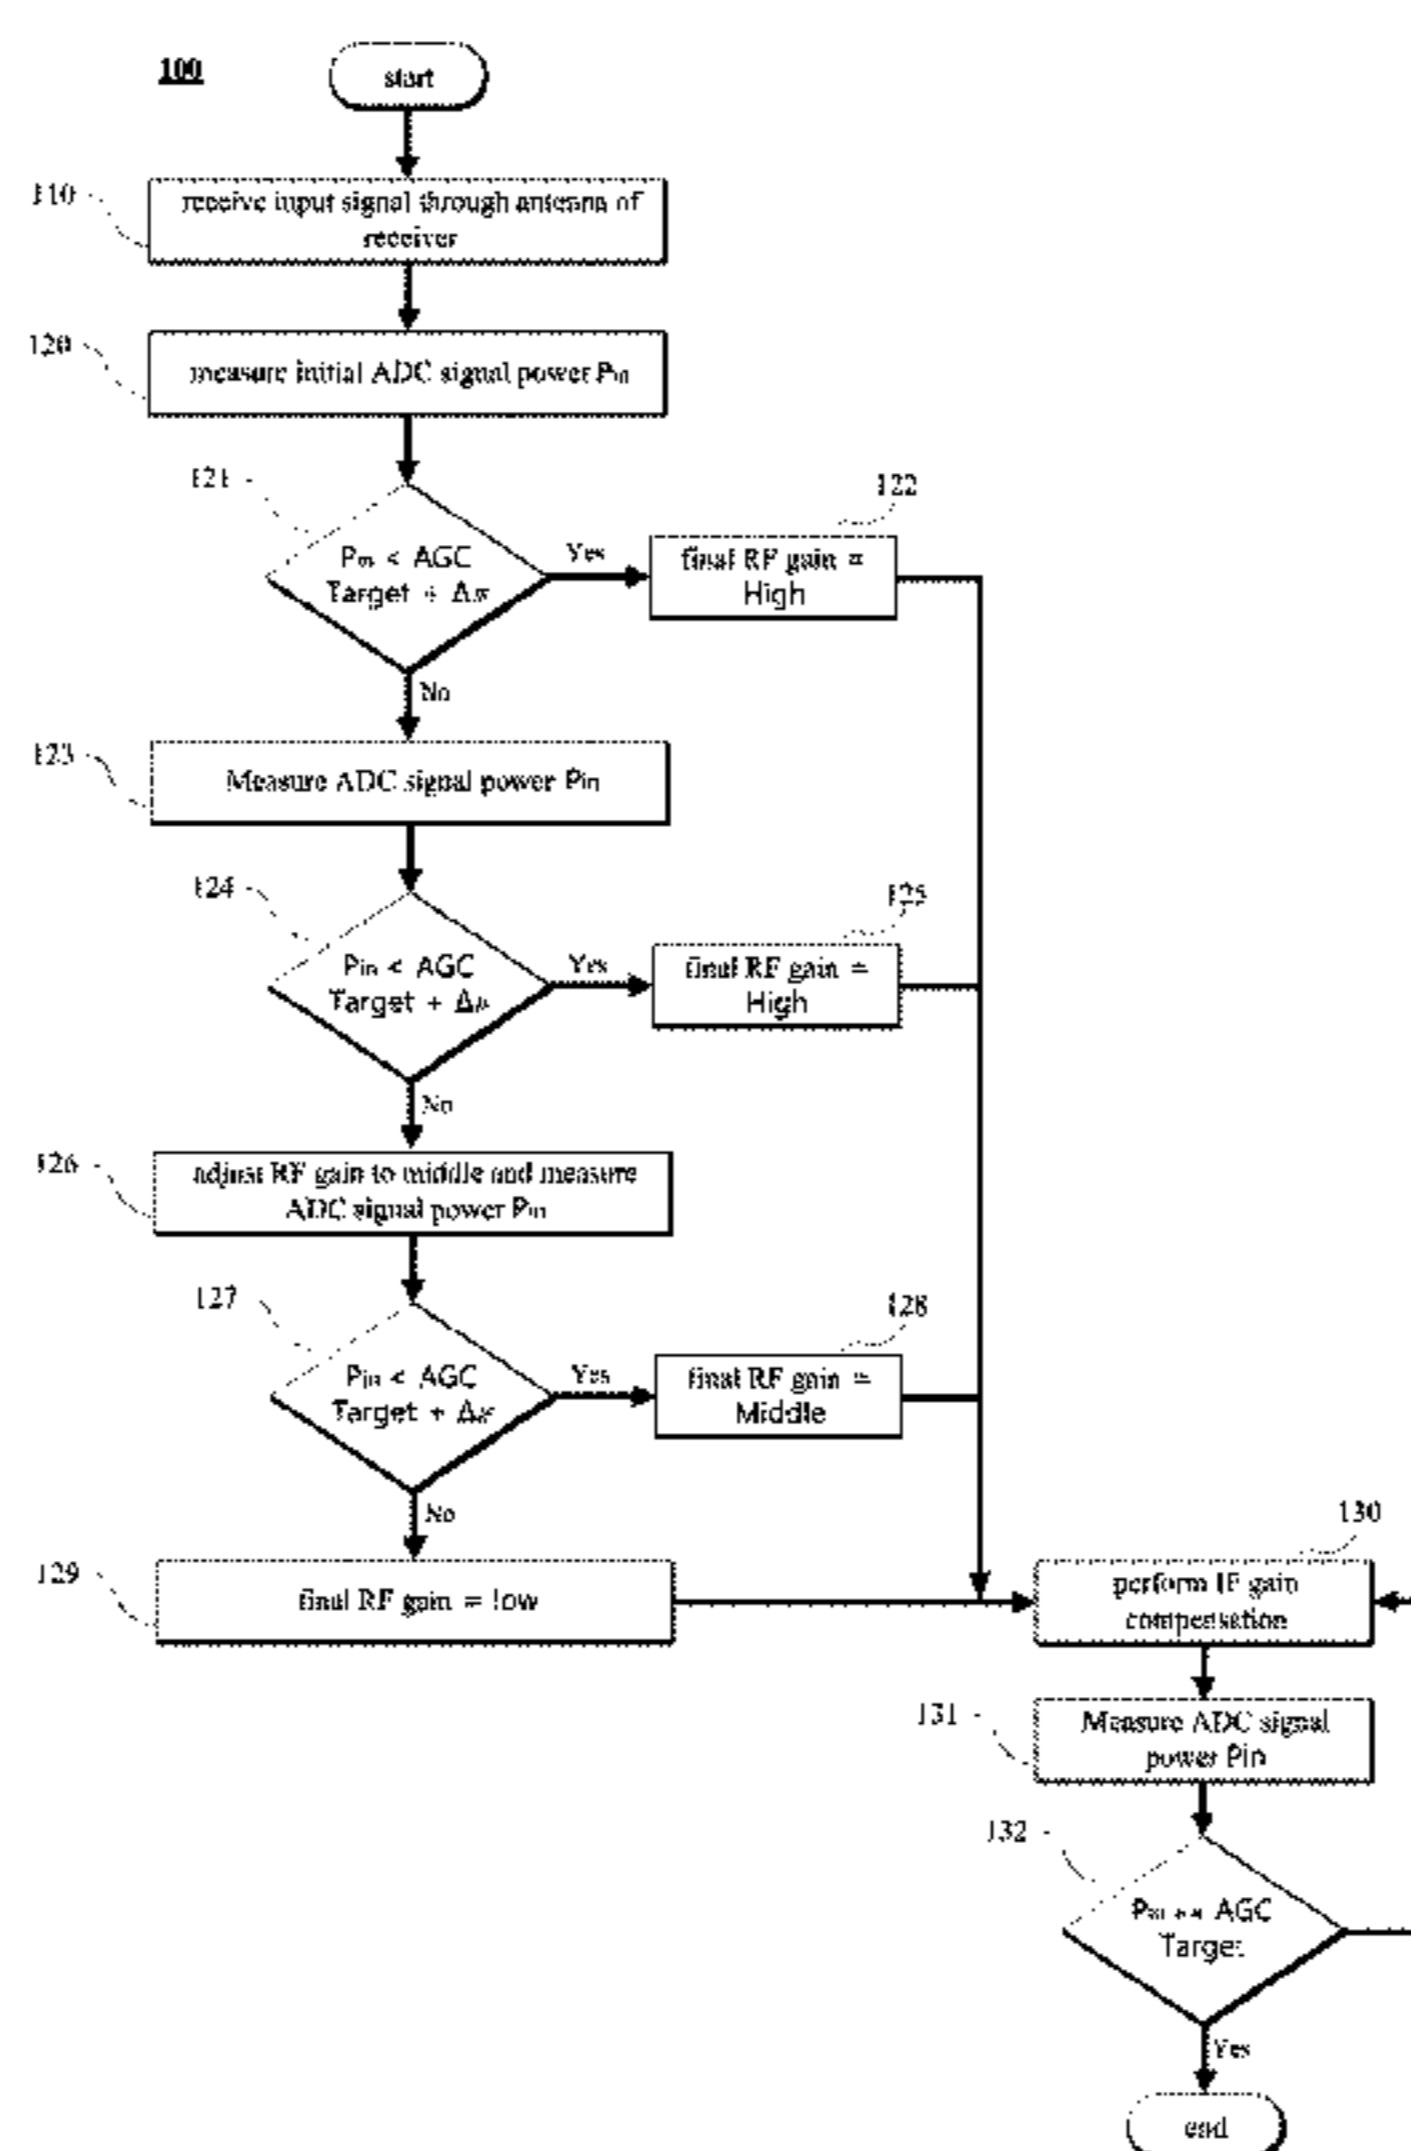 100
start
110
receive input signal through antenna of
receiver
120
measure initial ADC signal power Pin
121
Pin < AGC
Target +
Yes
122
final RF gain =
High
No
123
Measure ADC signal power Pin
124
Pin < AGC
Target +
Yes
125
final RF gain =
High
No
126
adjust RF gain to middle and measure
ADC signal power Pin
127
Pin < AGC
Target +
Yes
128
final RF gain =
Middle
No
129
final RF gain = low
130
perform IF gain
compensation
131
Measure ADC signal
power Pin
132
Pin == AGC
Target
Yes
end